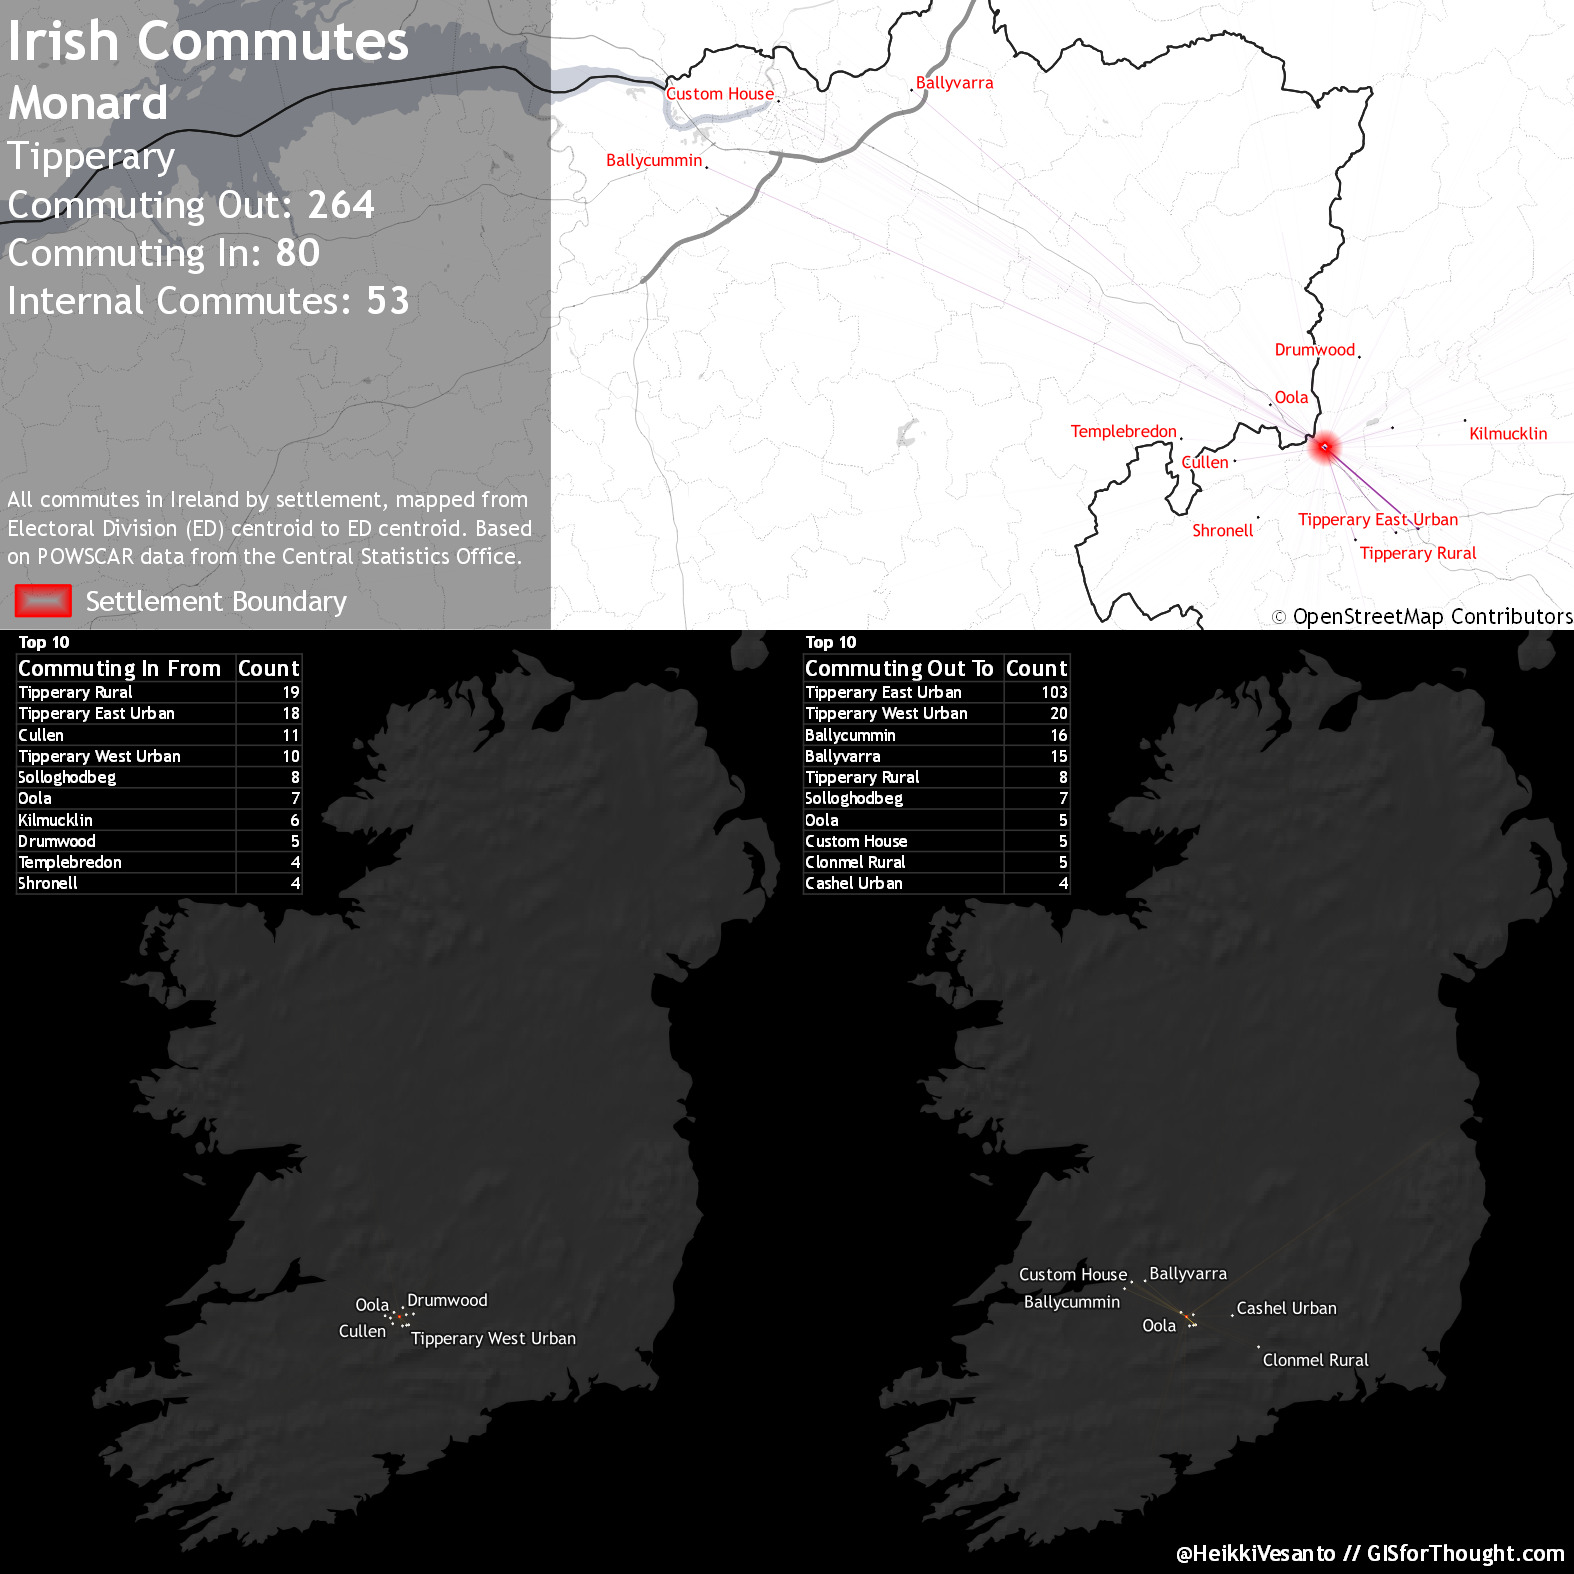 Irish Commutes
Monard
Tipperary
Commuting Out: 264
Commuting In: 80
Internal Commutes: 53
All commutes in Ireland by settlement, mapped from
Electoral Division (ED) centroid to ED centroid. Based
on POWSCAR data from the Central Statistics Office.
Settlement Boundary
Custom House
Ballyvarra
Ballycummin
Drumwood
Oola
Templebredon
Kilmucklin
Cullen
Shronell
Tipperary East Urban
Tipperary Rural
© OpenStreetMap Contributors
Top 10
Commuting In From Count
Tipperary Rural 19
Tipperary East Urban 18
Cullen 11
Tipperary West Urban 10
Solloghodbeg 8
Oola 7
Kilmucklin 6
Drumwood 5
Templebredon 4
Shronell 4
Oola
Drumwood
Cullen
Tipperary West Urban
Top 10
Commuting Out To Count
Tipperary East Urban 103
Tipperary West Urban 20
Ballycummin 16
Ballyvarra 15
Tipperary Rural 8
Solloghodbeg 7
Oola 5
Custom House 5
Clonmel Rural 5
Cashel Urban 4
Custom House
Ballyvarra
Ballycummin
Cashel Urban
Oola
Clonmel Rural
@HeikkiVesanto // GISforThought.com